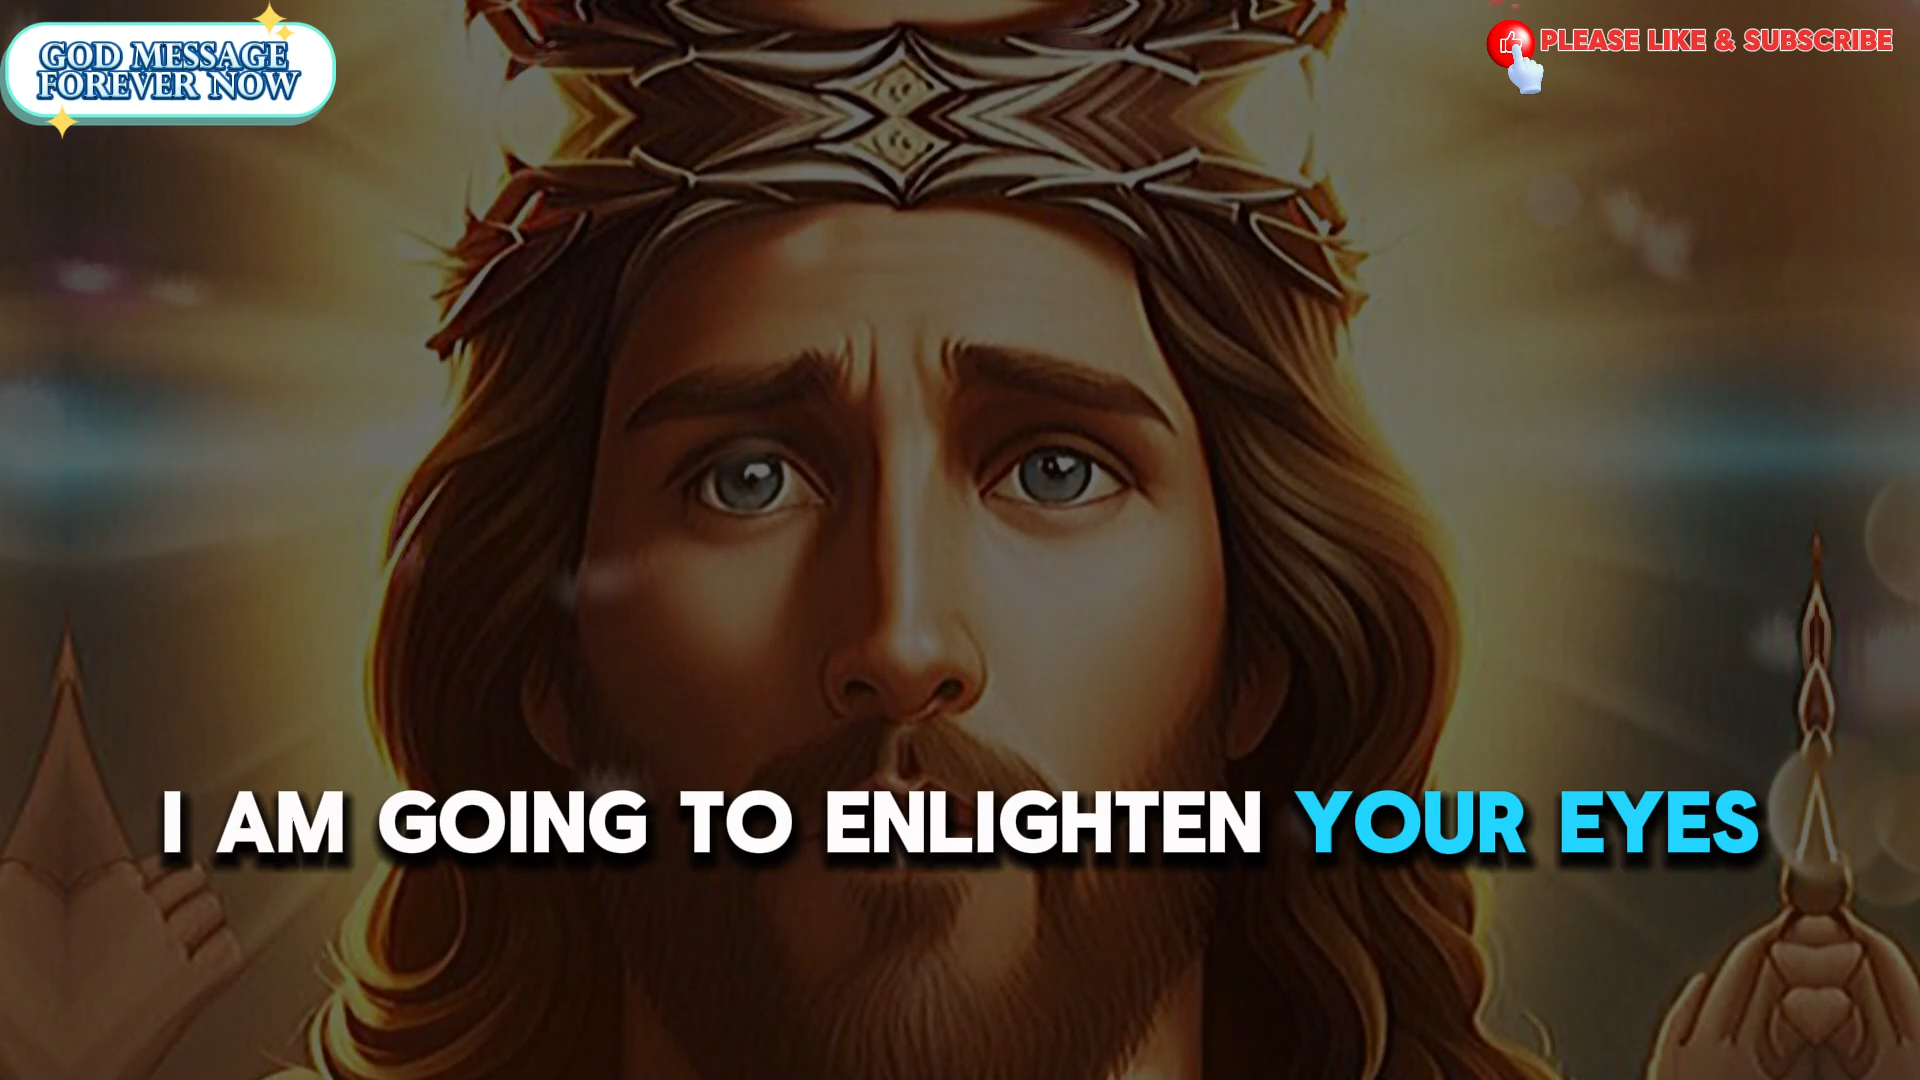 GOD MESSAGE
FOREVER NOW
PLEASE LIKE & SUBSCRIBE
I AM GOING TO ENLIGHTEN YOUR EYES